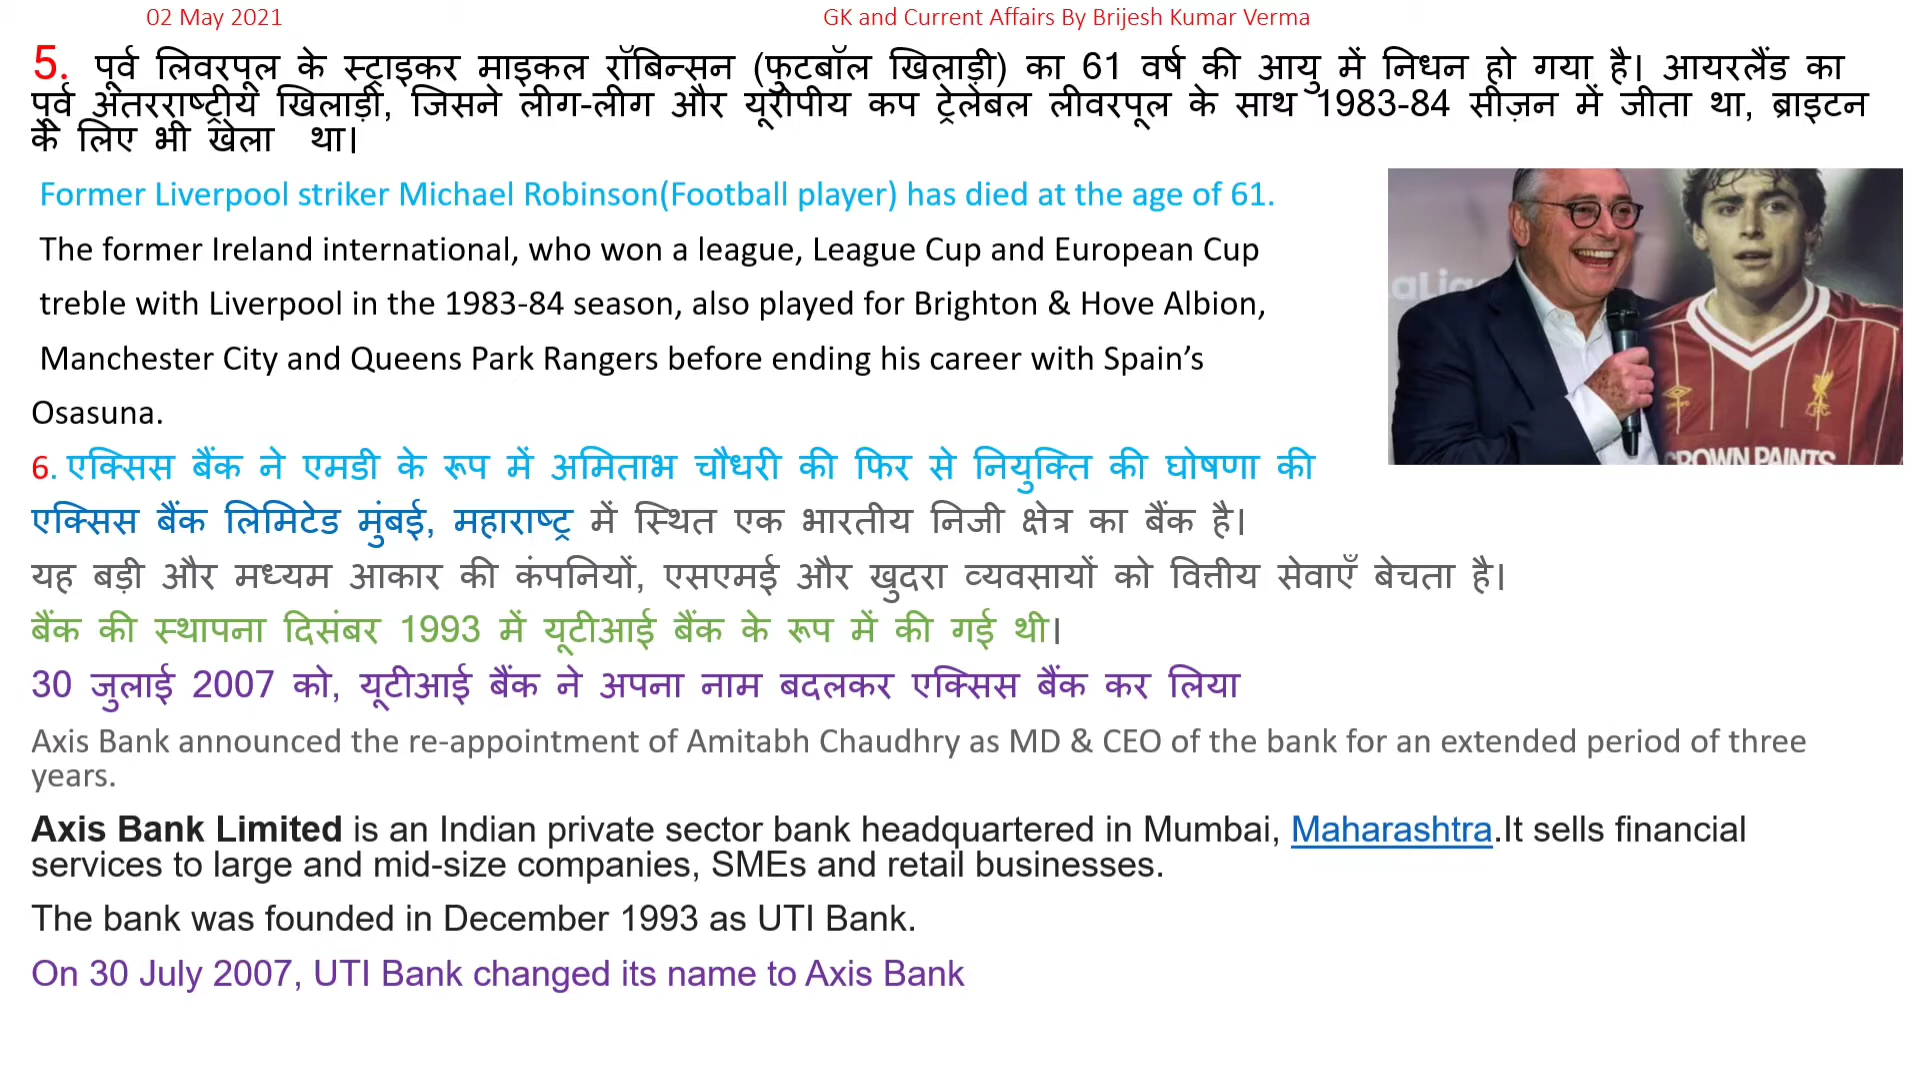 02 May 2021
GK and Current Affairs By Brijesh Kumar Verma
5. पूर्व लिवरपूल के स्ट्राइकर माइकल रॉबिन्सन (फुटबॉल खिलाड़ी) का 61 वर्ष की आयु में निधन हो गया है। आयरलैंड का
पूर्व अंतरराष्ट्रीय खिलाड़ी, जिसने लीग-लीग और यूरोपीय कप ट्रेलेबल लीवरपूल के साथ 1983-84 सीज़न में जीता था, ब्राइटन
के लिए भी खेला था।
Former Liverpool striker Michael Robinson(Football player) has died at the age of 61.
The former Ireland international, who won a league, League Cup and European Cup
treble with Liverpool in the 1983-84 season, also played for Brighton & Hove Albion,
Manchester City and Queens Park Rangers before ending his career with Spain’s
Osasuna.
aLig
umbro
L.F.C.
CROWN PAINTS
6. एक्सिस बैंक ने एमडी के रूप में अमिताभ चौधरी की फिर से नियुक्ति की घोषणा की
एक्सिस बैंक लिमिटेड मुंबई, महाराष्ट्र में स्थित एक भारतीय निजी क्षेत्र का बैंक है।
यह बड़ी और मध्यम आकार की कंपनियों, एसएमई और खुदरा व्यवसायों को वित्तीय सेवाएँ बेचता है।
बैंक की स्थापना दिसंबर 1993 में यूटीआई बैंक के रूप में की गई थी।
30 जुलाई 2007 को, यूटीआई बैंक ने अपना नाम बदलकर एक्सिस बैंक कर लिया
Axis Bank announced the re-appointment of Amitabh Chaudhry as MD & CEO of the bank for an extended period of three
years.
Axis Bank Limited is an Indian private sector bank headquartered in Mumbai, Maharashtra.It sells financial
services to large and mid-size companies, SMEs and retail businesses.
The bank was founded in December 1993 as UTI Bank.
On 30 July 2007, UTI Bank changed its name to Axis Bank